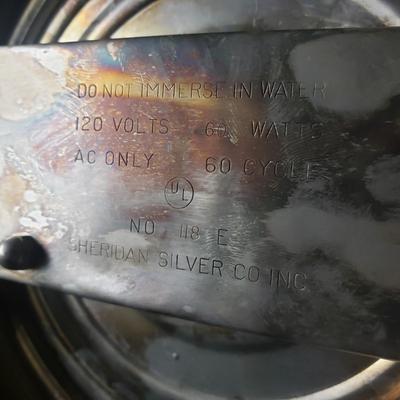 DO NOT IMMERSE IN WATER
120 VOLTS 60 WATTS
AC ONLY 60 CYCLE
UL
NO 118 E
SHERIDAN SILVER CO INC